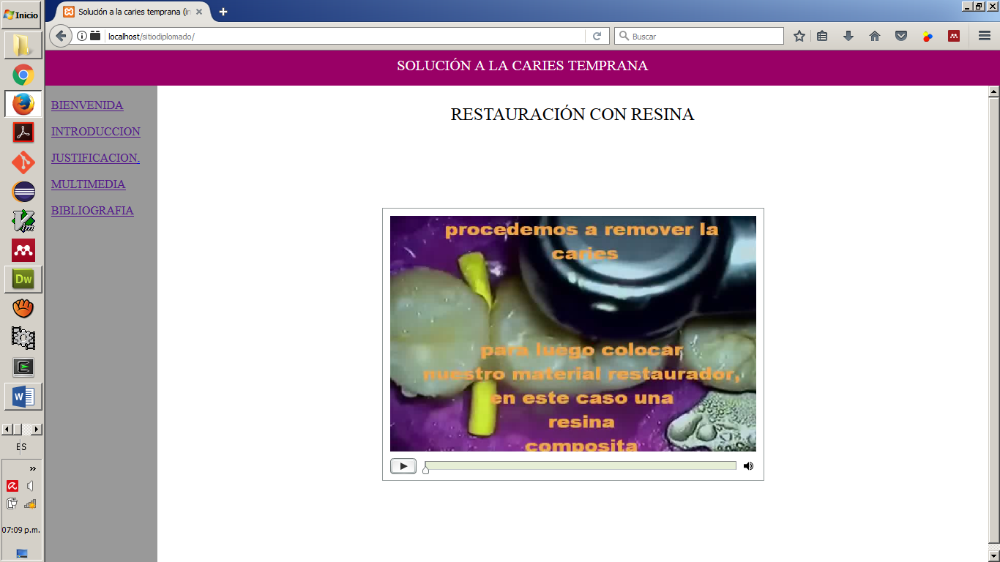 Inicio
Solución a la caries temprana (in
localhost/sitiodiplomado/
Buscar
SOLUCIÓN A LA CARIES TEMPRANA
BIENVENIDA
INTRODUCCION
JUSTIFICACION.
MULTIMEDIA
BIBLIOGRAFIA
RESTAURACIÓN CON RESINA
procedemos a remover la
caries
para luego colocar
nuestro material restaurador,
en este caso una
resina
composita
Dw
W
ES
07:09 p.m.